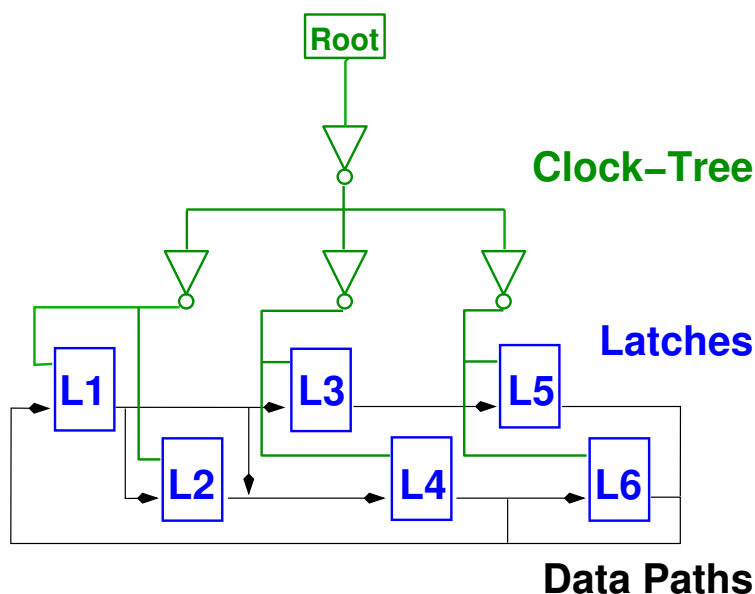 Root
Clock–Tree
Latches
L1
L3
L5
L2
L4
L6
Data Paths